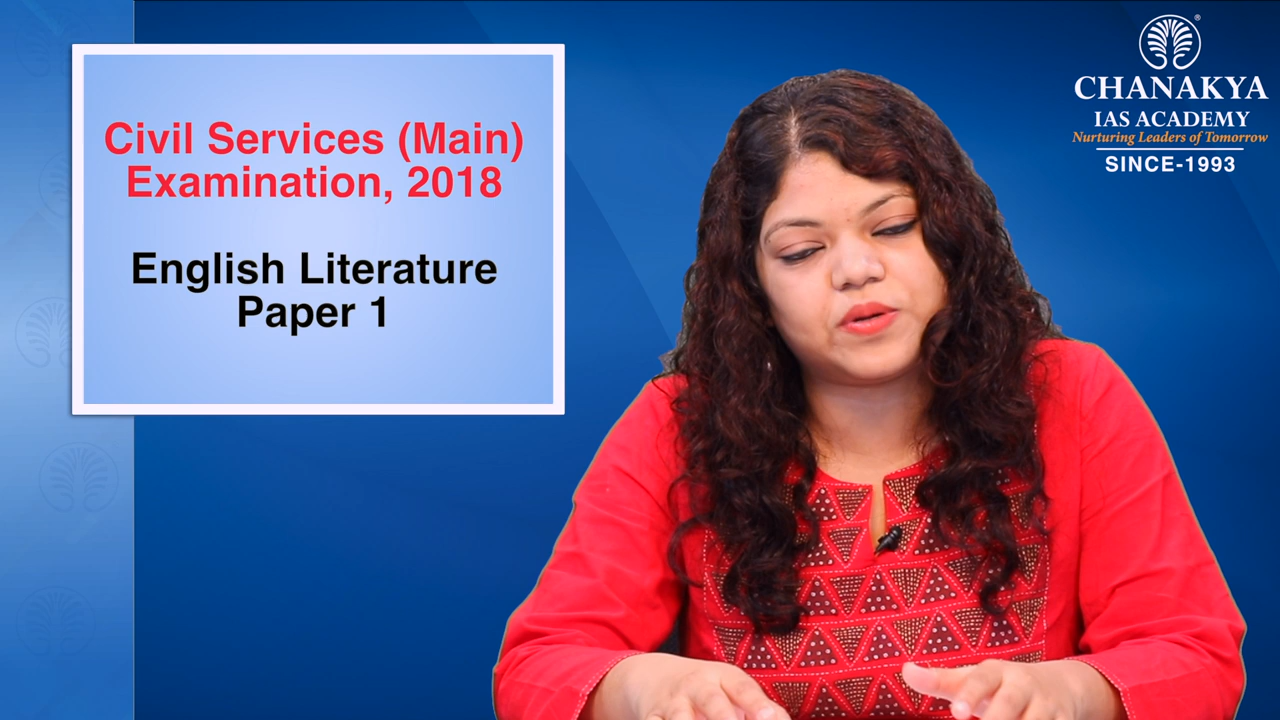 Civil Services (Main)
Examination, 2018
English Literature
Paper 1
®
CHANAKYA
IAS ACADEMY
Nurturing Leaders of Tomorrow
SINCE-1993